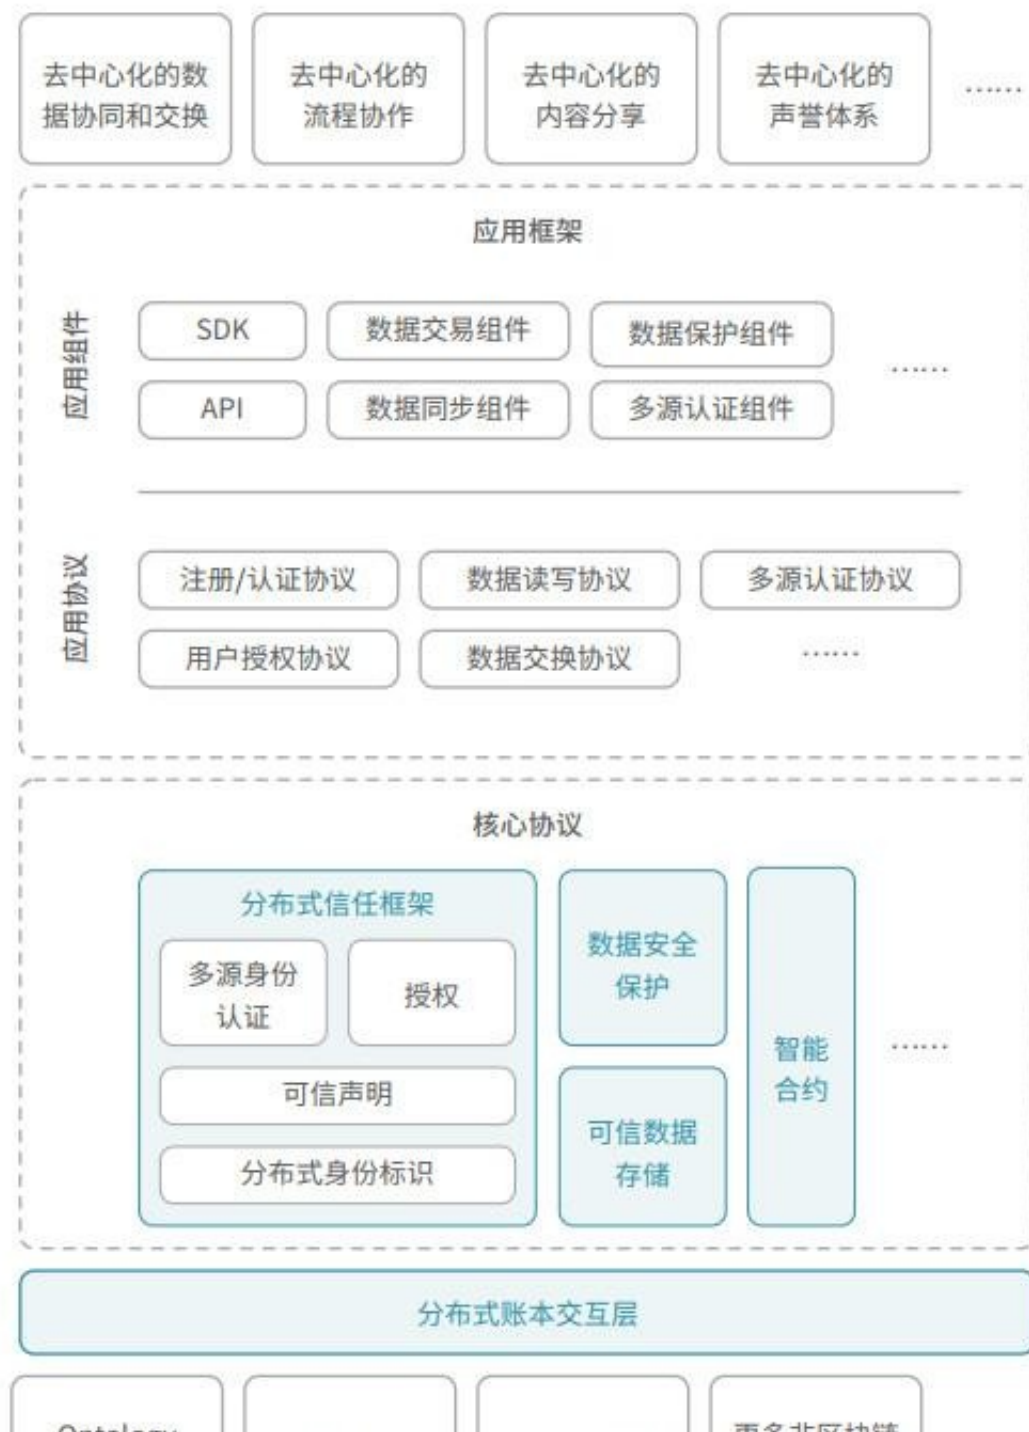 去中心化的数
据协同和交换
去中心化的
流程协作
去中心化的
内容分享
去中心化的
声誉体系
……
应用框架
应用组件
SDK
数据交易组件
数据保护组件
……
API
数据同步组件
多源认证组件
应用协议
注册/认证协议
数据读写协议
多源认证协议
用户授权协议
数据交换协议
……
核心协议
分布式信任框架
多源身份
认证
授权
可信声明
分布式身份标识
数据安全
保护
可信数据
存储
智能
合约
……
分布式账本交互层
Ontology
更多非区块链